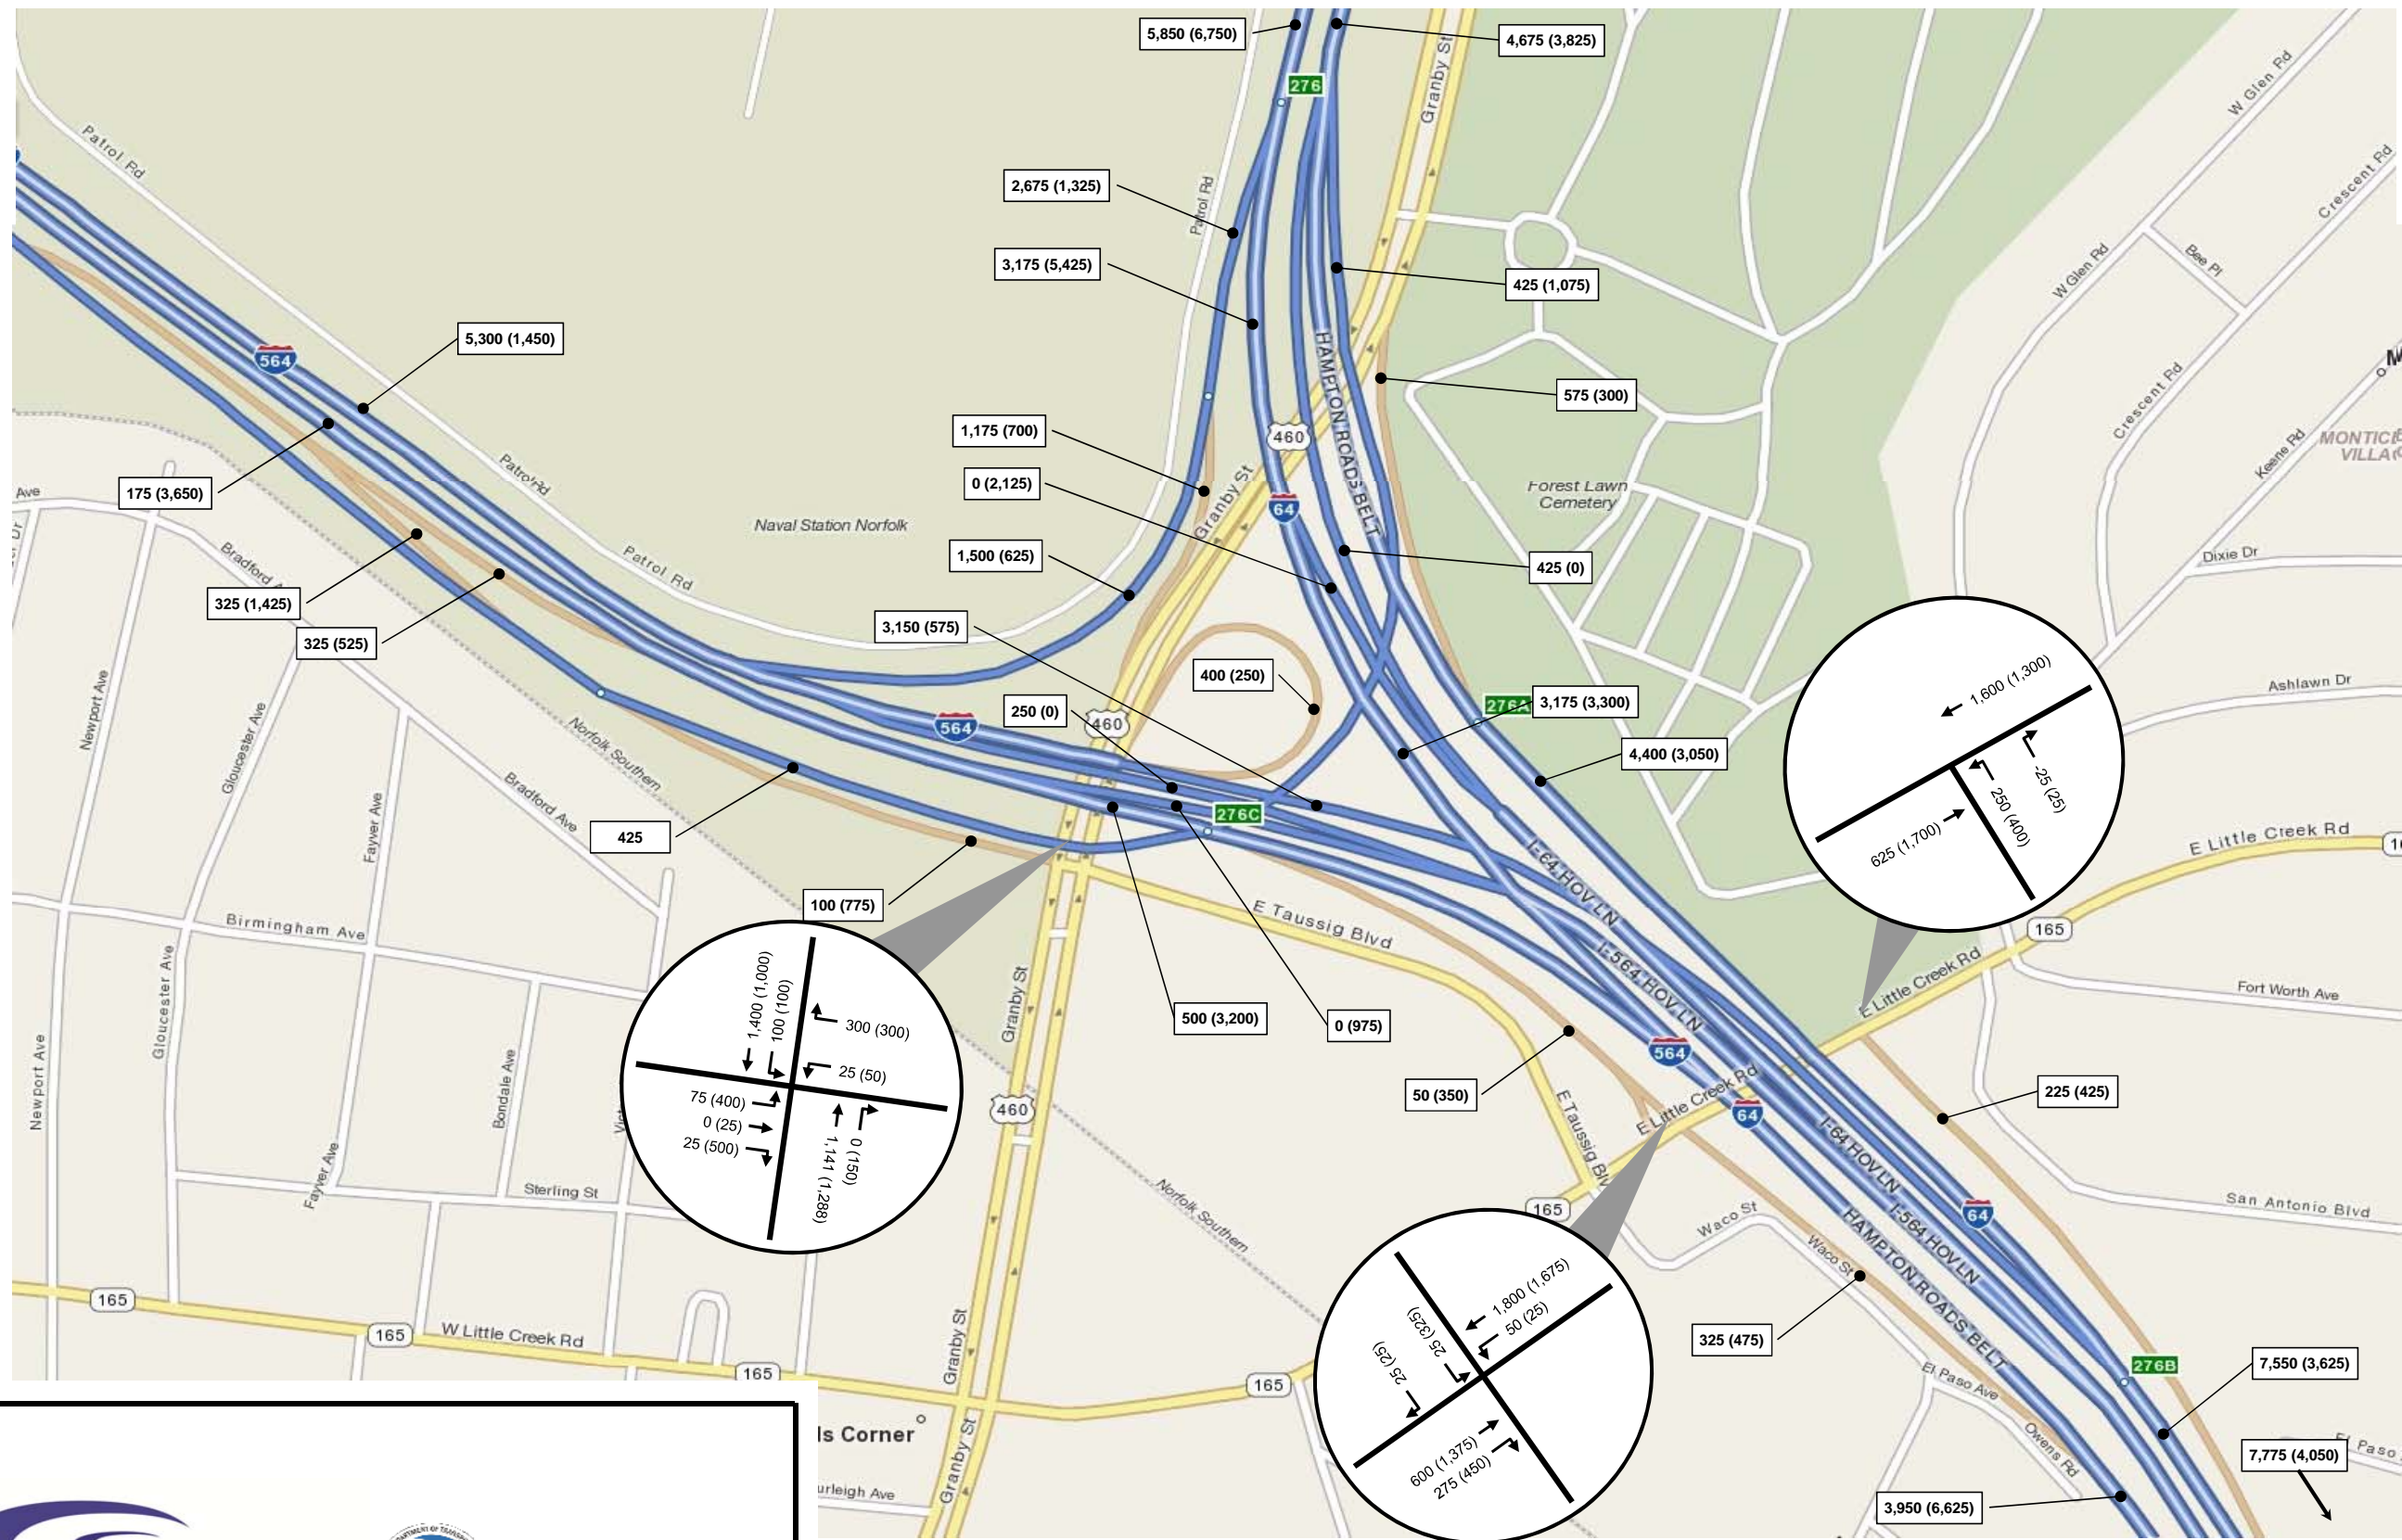 5,850 (6,750)
4,675 (3,825)
276
Granby St
W Glen Rd
Patrol Rd
Crescent Rd
2,675 (1,325)
Patrol Rd
3,175 (5,425)
425 (1,075)
W Glen Rd
Bee Pl
5,300 (1,450)
564
HAMPTON ROADS BELT
575 (300)
Crescent Rd
Keene Rd
1,175 (700)
460
175 (3,650)
Patrol Rd
0 (2,125)
Granby St
64
Forest Lawn
Cemetery
Ave
Naval Station Norfolk
Dixie Dr
Bradford
Patrol Rd
1,500 (625)
425 (0)
325 (1,425)
325 (525)
3,150 (575)
400 (250)
250 (0)
460
564
276A
3,175 (3,300)
4,400 (3,050)
1,600 (1,300)
-25 (25)
250 (400)
625 (1,700)
Ashlawn Dr
Newport Ave
Gloucester Ave
Norfolk Southern
Bradford Ave
Fayver Ave
276C
425
100 (775)
E Little Creek Rd
I-64 HOV LN
I-564 HOV LN
Birmingham Ave
E Taussig Blvd
165
E Little Creek Rd
Fort Worth Ave
Gloucester Ave
Newport Ave
Bondale Ave
Granby St
1,400 (1,000)
100 (100)
300 (300)
25 (50)
75 (400)
0 (25)
25 (500)
1,141 (1,288)
0 (150)
500 (3,200)
0 (975)
50 (350)
564
E Little Creek Rd
64
225 (425)
460
E Taussig Blv
I-64 HOV LN
I-564 HOV LN
Fayver Ave
Sterling St
Norfolk Southern
165
Waco St
Waco St
64
San Antonio Blvd
HAMPTON ROADS BELT
1,800 (1,675)
50 (25)
25 (325)
25 (25)
600 (1,375)
275 (450)
325 (475)
165
165
W Little Creek Rd
165
165
Granby St
El Paso Ave
276B
7,550 (3,625)
Owens Rd
7,775 (4,050)
El Paso
3,950 (6,625)
ls Corner
Granby St
urleigh Ave